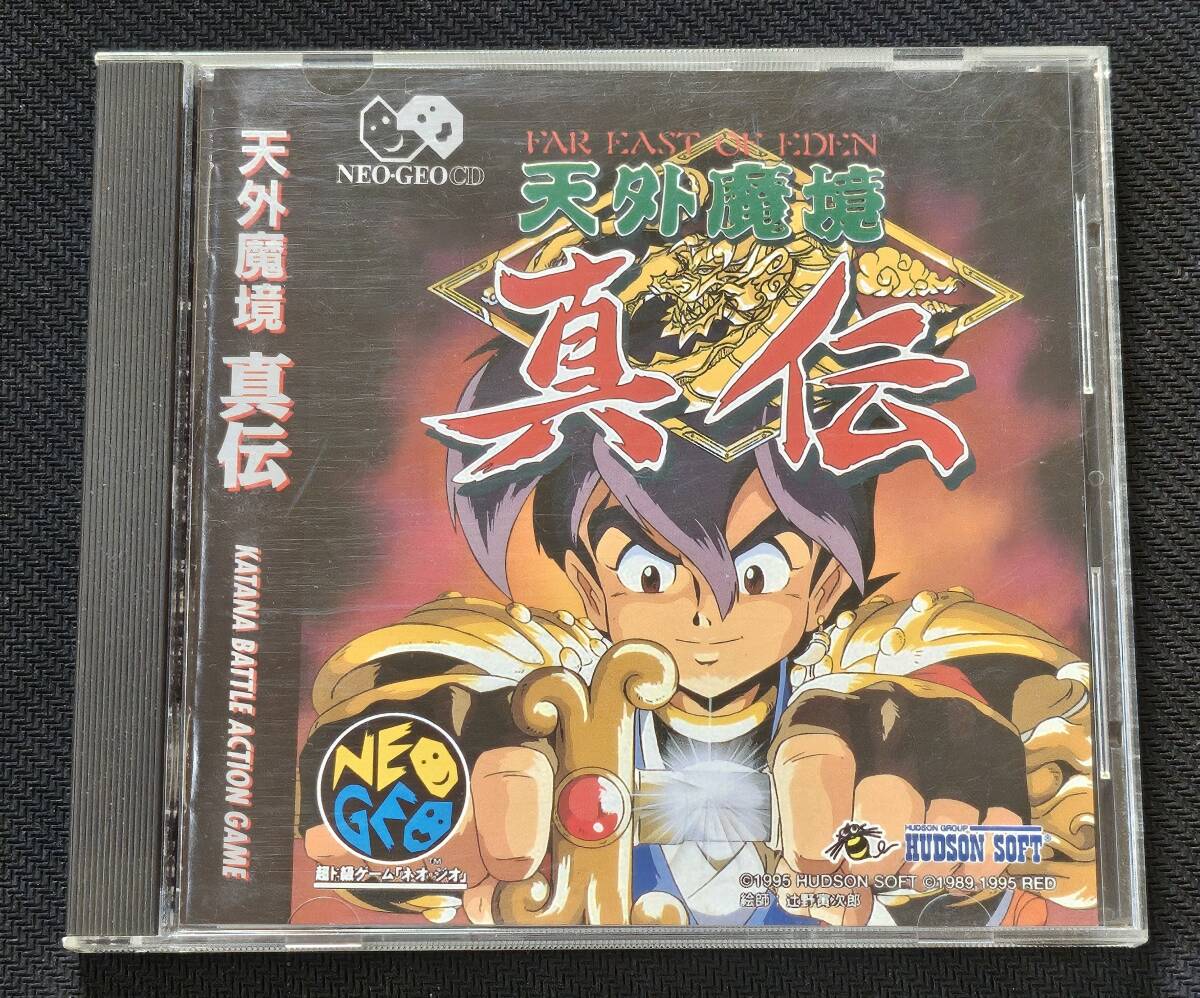 天外魔境 真伝 KATANA BATTLE ACTION GAME
NEO・GEO CD
FAR EAST OF EDEN
天外魔境
真伝
NEO
GEO
TM
超ド級ゲーム「ネオ・ジオ」
HUDSON GROUP
HUDSON SOFT®
©1995 HUDSON SOFT ©1989,1995 RED
絵師：辻野寅次郎